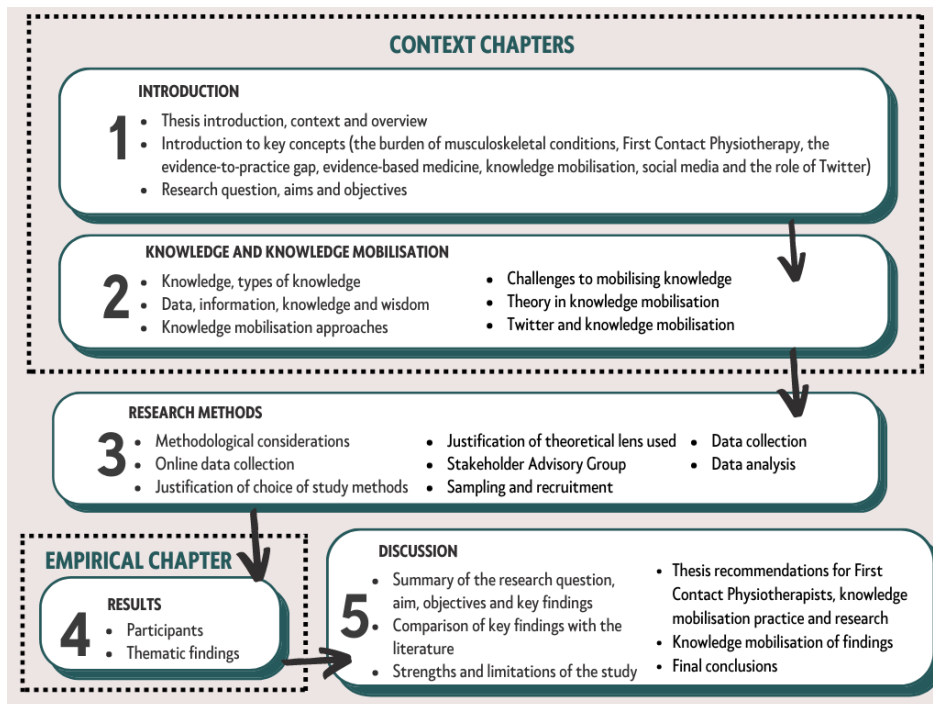 CONTEXT CHAPTERS
1
INTRODUCTION
• Thesis introduction, context and overview
• Introduction to key concepts (the burden of musculoskeletal conditions, First Contact Physiotherapy, the
evidence-to-practice gap, evidence-based medicine, knowledge mobilisation, social media and the role of Twitter)
• Research question, aims and objectives
2
KNOWLEDGE AND KNOWLEDGE MOBILISATION
• Knowledge, types of knowledge
• Data, information, knowledge and wisdom
• Knowledge mobilisation approaches
• Challenges to mobilising knowledge
• Theory in knowledge mobilisation
• Twitter and knowledge mobilisation
3
RESEARCH METHODS
• Methodological considerations
• Online data collection
• Justification of choice of study methods
• Justification of theoretical lens used
• Stakeholder Advisory Group
• Sampling and recruitment
• Data collection
• Data analysis
EMPIRICAL CHAPTER
4
RESULTS
• Participants
• Thematic findings
5
DISCUSSION
• Summary of the research question,
aim, objectives and key findings
• Comparison of key findings with the
literature
• Strengths and limitations of the study
• Thesis recommendations for First
Contact Physiotherapists, knowledge
mobilisation practice and research
• Knowledge mobilisation of findings
• Final conclusions